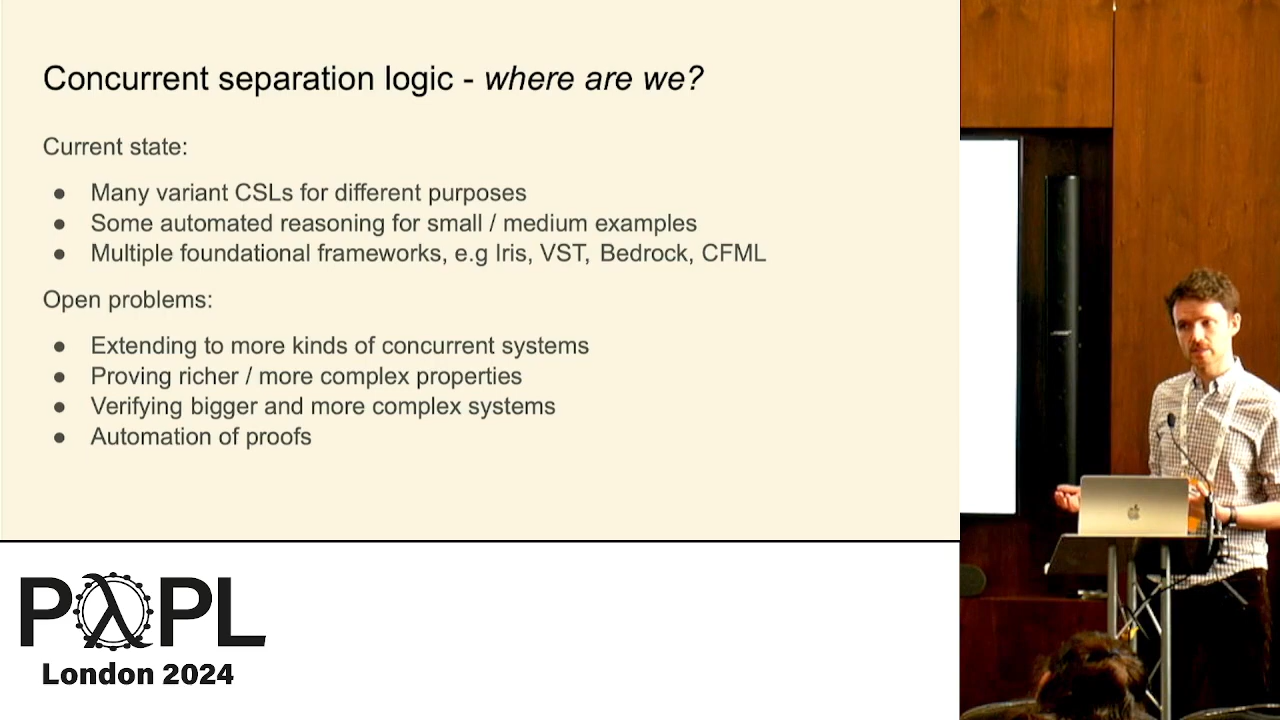 Concurrent separation logic - where are we?
Current state:
● Many variant CSLs for different purposes
● Some automated reasoning for small / medium examples
● Multiple foundational frameworks, e.g Iris, VST, Bedrock, CFML
Open problems:
● Extending to more kinds of concurrent systems
● Proving richer / more complex properties
● Verifying bigger and more complex systems
● Automation of proofs
PλPL
London 2024